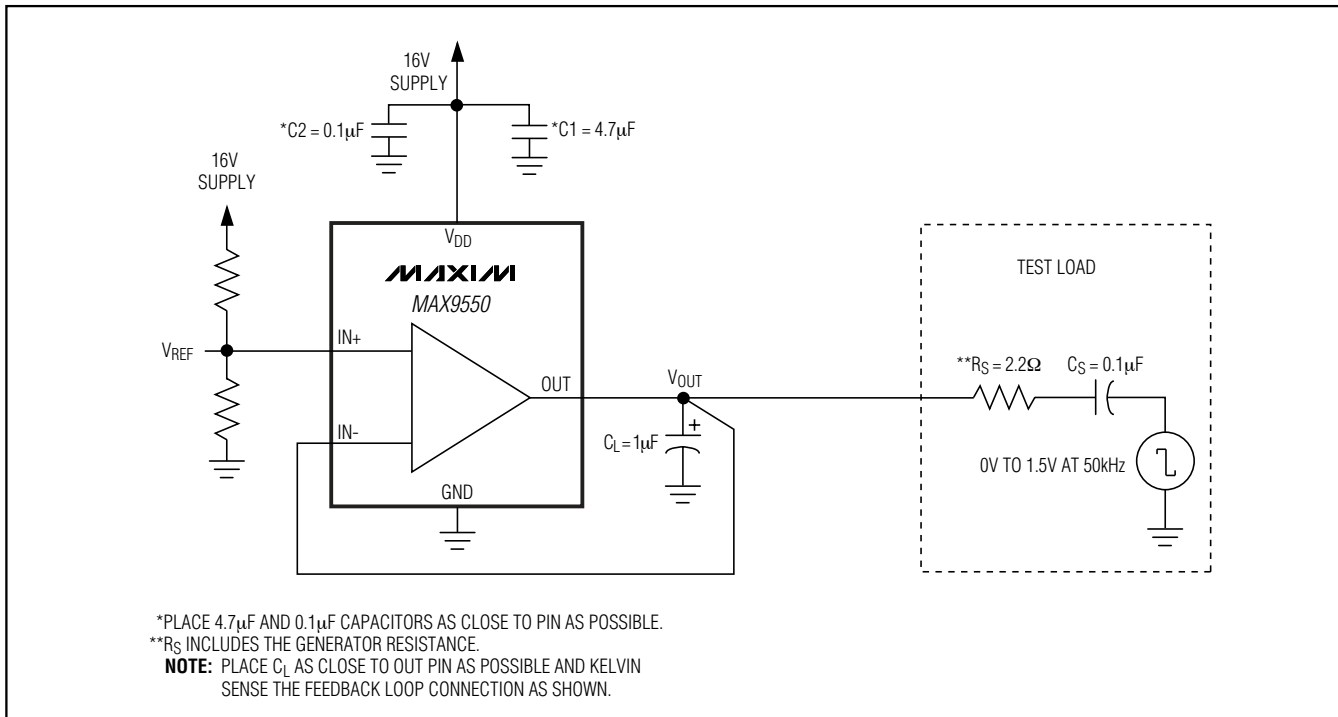 16V
SUPPLY
*C2 = 0.1µF
*C1 = 4.7µF
16V
SUPPLY
VDD
MAXIM
MAX9550
TEST LOAD
VREF
IN+
OUT
VOUT
**RS = 2.2Ω
CS = 0.1µF
IN-
+
CL = 1µF
0V TO 1.5V AT 50kHz
GND
*PLACE 4.7µF AND 0.1µF CAPACITORS AS CLOSE TO PIN AS POSSIBLE.
**RS INCLUDES THE GENERATOR RESISTANCE.
NOTE: PLACE CL AS CLOSE TO OUT PIN AS POSSIBLE AND KELVIN
SENSE THE FEEDBACK LOOP CONNECTION AS SHOWN.